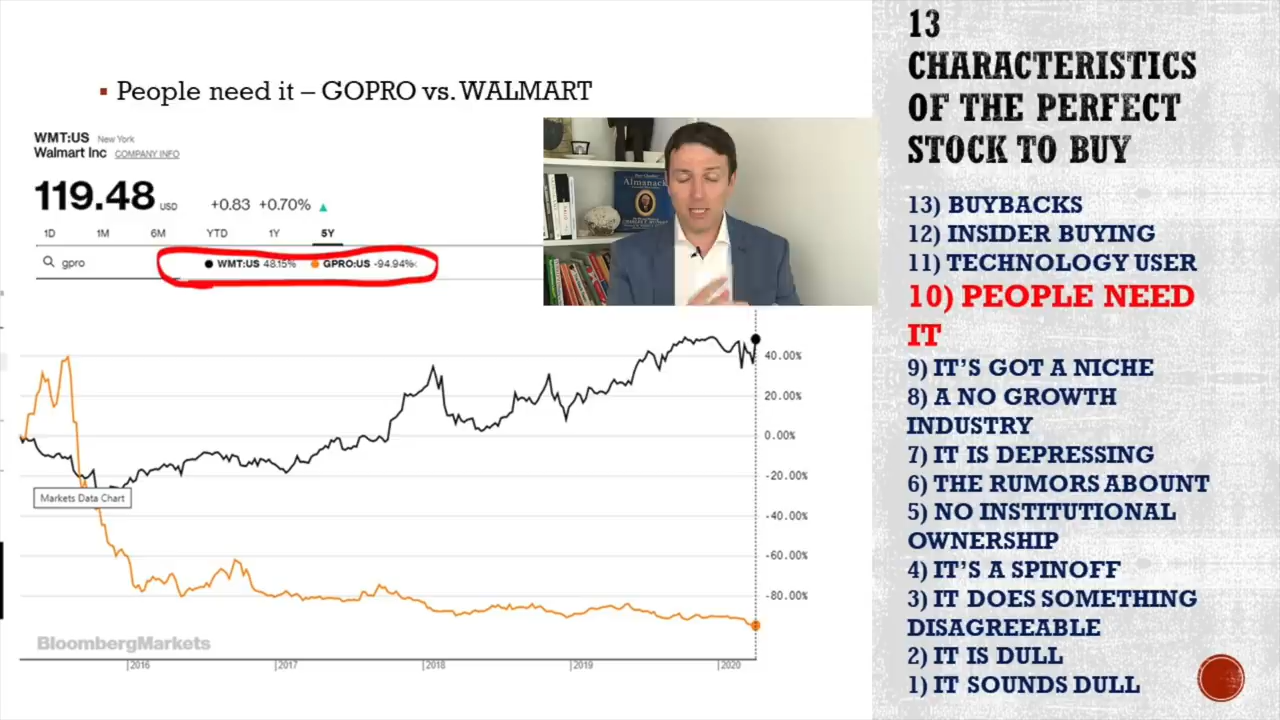 ▪ People need it – GOPRO vs. WALMART
WMT:US New York
Walmart Inc COMPANY INFO
119.48 USD +0.83 +0.70% ▲
1D 1M 6M YTD 1Y 5Y
gpro
WMT:US 48.15% GPRO:US -94.94%
Almanack
40.00%
20.00%
0.00%
-20.00%
-40.00%
-60.00%
-80.00%
Markets Data Chart
BloombergMarkets
2016 2017 2018 2019 2020
13
CHARACTERISTICS
OF THE PERFECT
STOCK TO BUY
13) BUYBACKS
12) INSIDER BUYING
11) TECHNOLOGY USER
10) PEOPLE NEED
IT
9) IT'S GOT A NICHE
8) A NO GROWTH
INDUSTRY
7) IT IS DEPRESSING
6) THE RUMORS ABOUNT
5) NO INSTITUTIONAL
OWNERSHIP
4) IT'S A SPINOFF
3) IT DOES SOMETHING
DISAGREEABLE
2) IT IS DULL
1) IT SOUNDS DULL